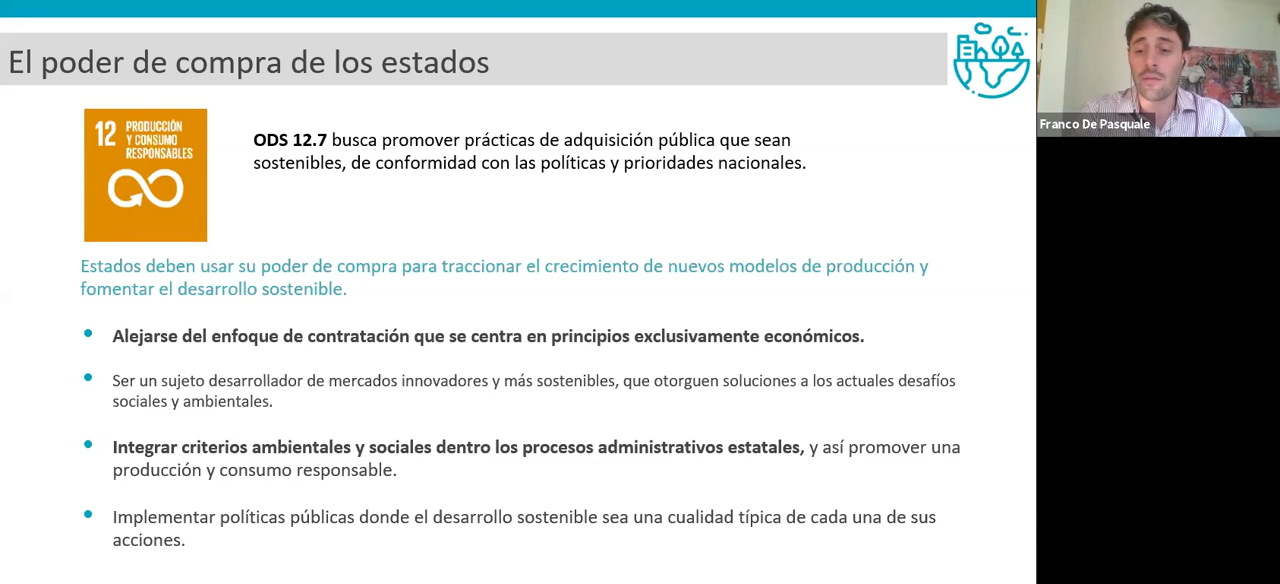 El poder de compra de los estados
12 PRODUCCIÓN
Y CONSUMO
RESPONSABLES
ODS 12.7 busca promover prácticas de adquisición pública que sean
sostenibles, de conformidad con las políticas y prioridades nacionales.
Estados deben usar su poder de compra para traccionar el crecimiento de nuevos modelos de producción y
fomentar el desarrollo sostenible.
• Alejarse del enfoque de contratación que se centra en principios exclusivamente económicos.
• Ser un sujeto desarrollador de mercados innovadores y más sostenibles, que otorguen soluciones a los actuales desafíos
sociales y ambientales.
• Integrar criterios ambientales y sociales dentro los procesos administrativos estatales, y así promover una
producción y consumo responsable.
• Implementar políticas públicas donde el desarrollo sostenible sea una cualidad típica de cada una de sus
acciones.
Franco De Pasquale